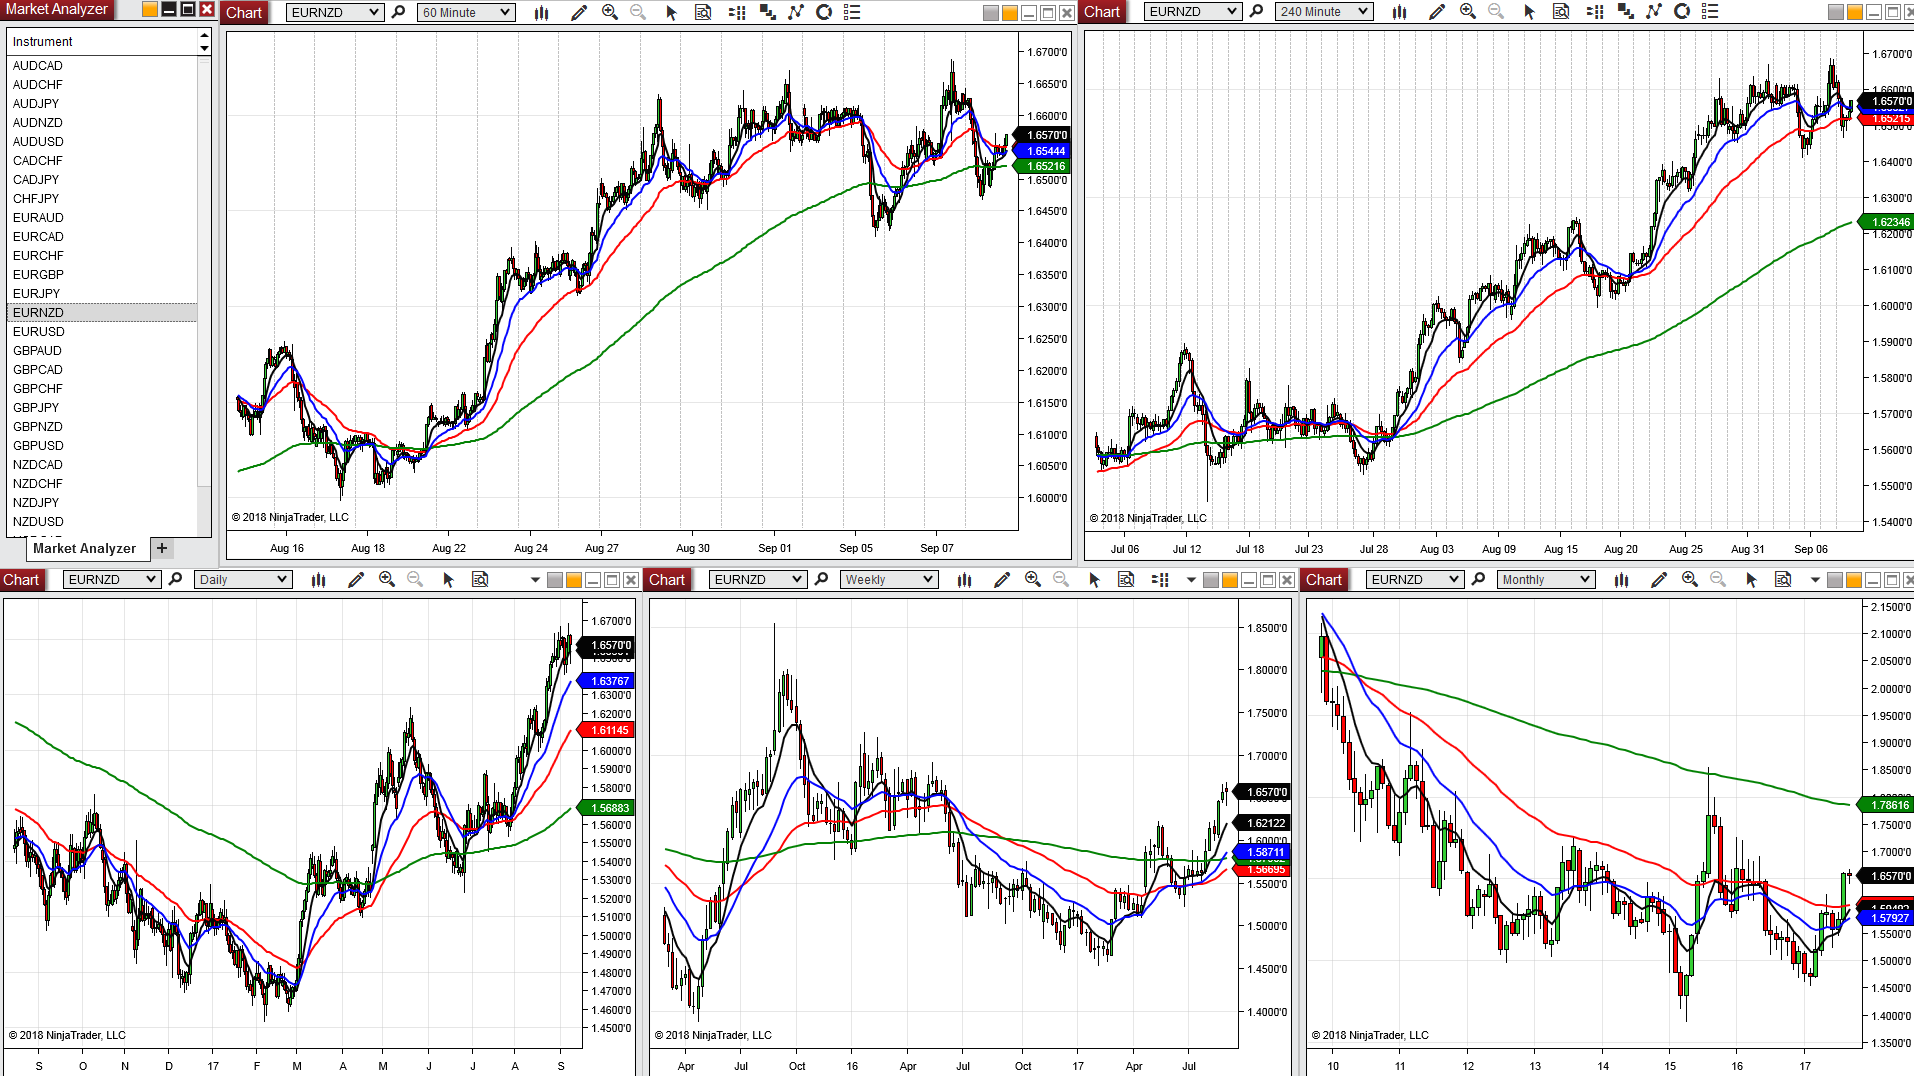 Market Analyzer
Instrument
AUDCAD
AUDCHF
AUDJPY
AUDNZD
AUDUSD
CADCHF
CADJPY
CHFJPY
EURAUD
EURCAD
EURCHF
EURGBP
EURJPY
EURNZD
EURUSD
GBPAUD
GBPCAD
GBPCHF
GBPJPY
GBPNZD
GBPUSD
NZDCAD
NZDCHF
NZDJPY
NZDUSD
Market Analyzer +
Chart EURNZD 60 Minute
1.6700'0
1.6650'0
1.6600'0
1.6570'0
1.65444
1.65216
1.6500'0
1.6450'0
1.6400'0
1.6350'0
1.6300'0
1.6250'0
1.6200'0
1.6150'0
1.6100'0
1.6050'0
1.6000'0
© 2018 NinjaTrader, LLC
Aug 16 Aug 18 Aug 22 Aug 24 Aug 27 Aug 30 Sep 01 Sep 05 Sep 07
Chart EURNZD 240 Minute
1.6700'0
1.6600'0
1.6570'0
1.65215
1.6500'0
1.6400'0
1.6300'0
1.62346
1.6200'0
1.6100'0
1.6000'0
1.5900'0
1.5800'0
1.5700'0
1.5600'0
1.5500'0
1.5400'0
© 2018 NinjaTrader, LLC
Jul 06 Jul 12 Jul 18 Jul 23 Jul 28 Aug 03 Aug 09 Aug 15 Aug 20 Aug 25 Aug 31 Sep 06
Chart EURNZD Daily
1.6700'0
1.6570'0
1.63767
1.6300'0
1.6200'0
1.61145
1.6000'0
1.5900'0
1.5800'0
1.56883
1.5600'0
1.5500'0
1.5400'0
1.5300'0
1.5200'0
1.5100'0
1.5000'0
1.4900'0
1.4800'0
1.4700'0
1.4600'0
1.4500'0
© 2018 NinjaTrader, LLC
S O N D 17 F M A M J J A S
Chart EURNZD Weekly
1.8500'0
1.8000'0
1.7500'0
1.7000'0
1.6570'0
1.62122
1.6000'0
1.58711
1.56695
1.5500'0
1.5000'0
1.4500'0
1.4000'0
© 2018 NinjaTrader, LLC
Apr Jul Oct 16 Apr Jul Oct 17 Apr Jul
Chart EURNZD Monthly
2.1500'0
2.1000'0
2.0500'0
2.0000'0
1.9500'0
1.9000'0
1.8500'0
1.78616
1.7500'0
1.7000'0
1.6570'0
1.57927
1.5500'0
1.5000'0
1.4500'0
1.4000'0
1.3500'0
© 2018 NinjaTrader, LLC
10 11 12 13 14 15 16 17